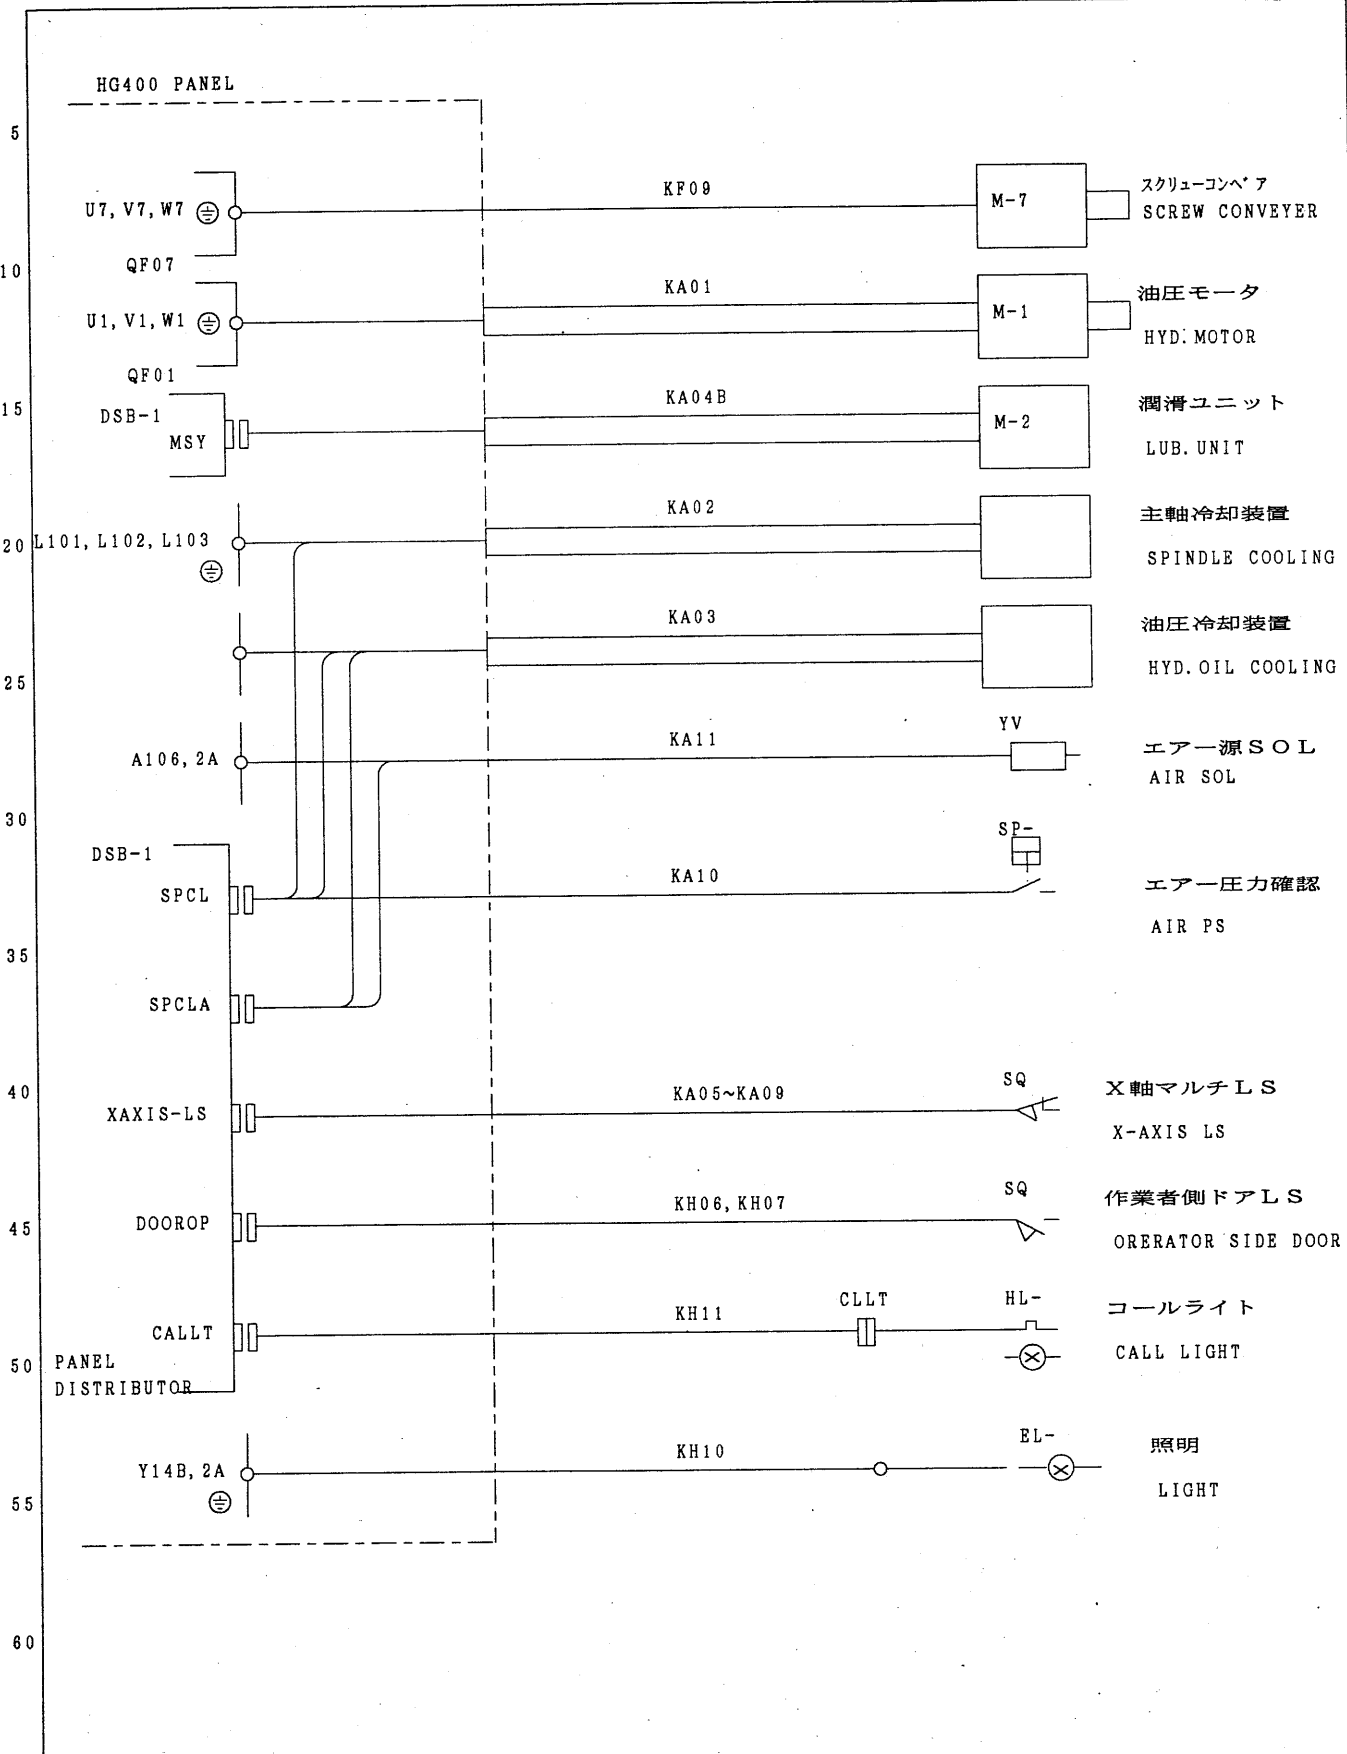 HG400 PANEL
5
KF09
スクリューコンベア
M-7
U7, V7, W7
SCREW CONVEYER
QF07
10
KA01
油圧モータ
U1, V1, W1
M-1
HYD. MOTOR
QF01
15
DSB-1
KA04B
潤滑ユニット
MSY
M-2
LUB. UNIT
KA02
主軸冷却装置
20
L101, L102, L103
SPINDLE COOLING
KA03
油圧冷却装置
25
HYD. OIL COOLING
YV
KA11
エアー源SOL
A106, 2A
AIR SOL
30
SP-
DSB-1
KA10
エアー圧力確認
SPCL
AIR PS
35
SPCLA
40
SQ
X軸マルチLS
KA05~KA09
XAXIS-LS
X-AXIS LS
SQ
作業者側ドアLS
KH06, KH07
DOOROP
45
ORERATOR SIDE DOOR
CLLT
HL-
コールライト
KH11
CALLT
CALL LIGHT
50
PANEL
DISTRIBUTOR
EL-
照明
KH10
Y14B, 2A
LIGHT
55
60